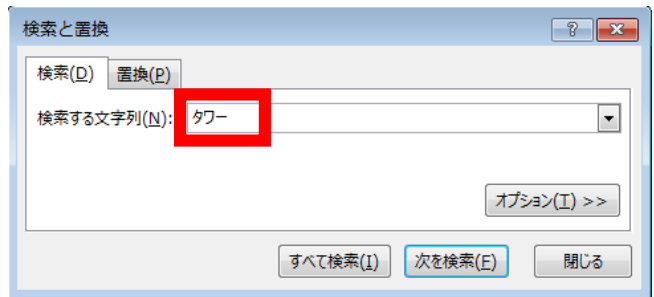 検索と置換
検索(D) 置換(P)
検索する文字列(N): タワー
オプション(T) >>
すべて検索(I) 次を検索(F) 閉じる